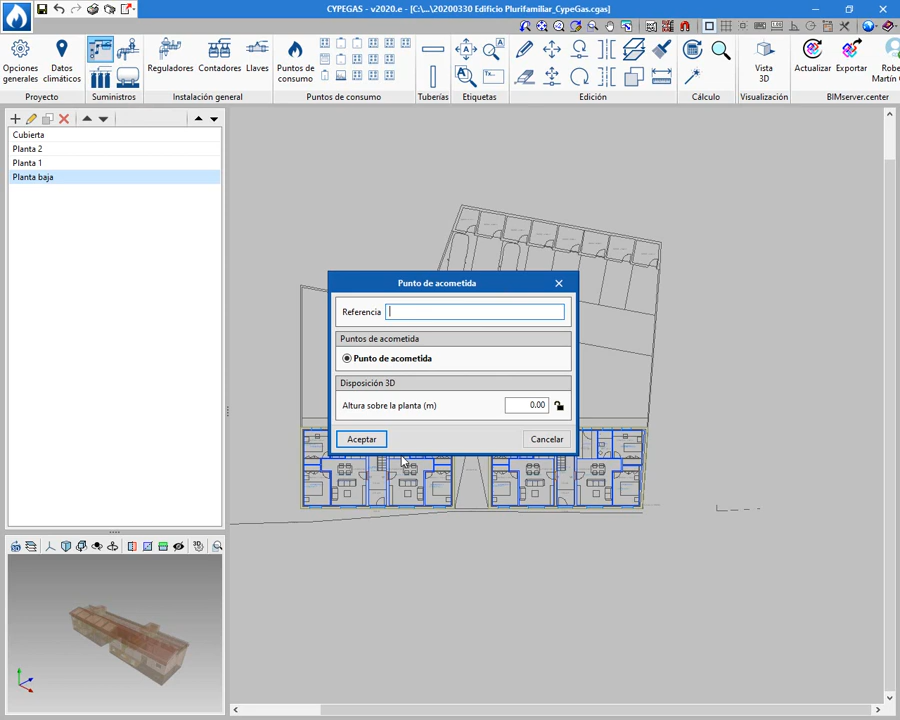 CYPEGAS - v2020.e - [C:\...\20200330 Edificio Plurifamiliar_CypeGas.cgas]
Opciones generales
Datos climáticos
Reguladores
Contadores
Llaves
Puntos de consumo
Tx...
Vista 3D
Actualizar
Exportar
Robe
Martín C
Proyecto
Suministros
Instalación general
Puntos de consumo
Tuberías
Etiquetas
Edición
Cálculo
Visualización
BIMserver.center
Cubierta
Planta 2
Planta 1
Planta baja
Punto de acometida
Referencia
Puntos de acometida
Punto de acometida
Disposición 3D
Altura sobre la planta (m)
0.00
Aceptar
Cancelar